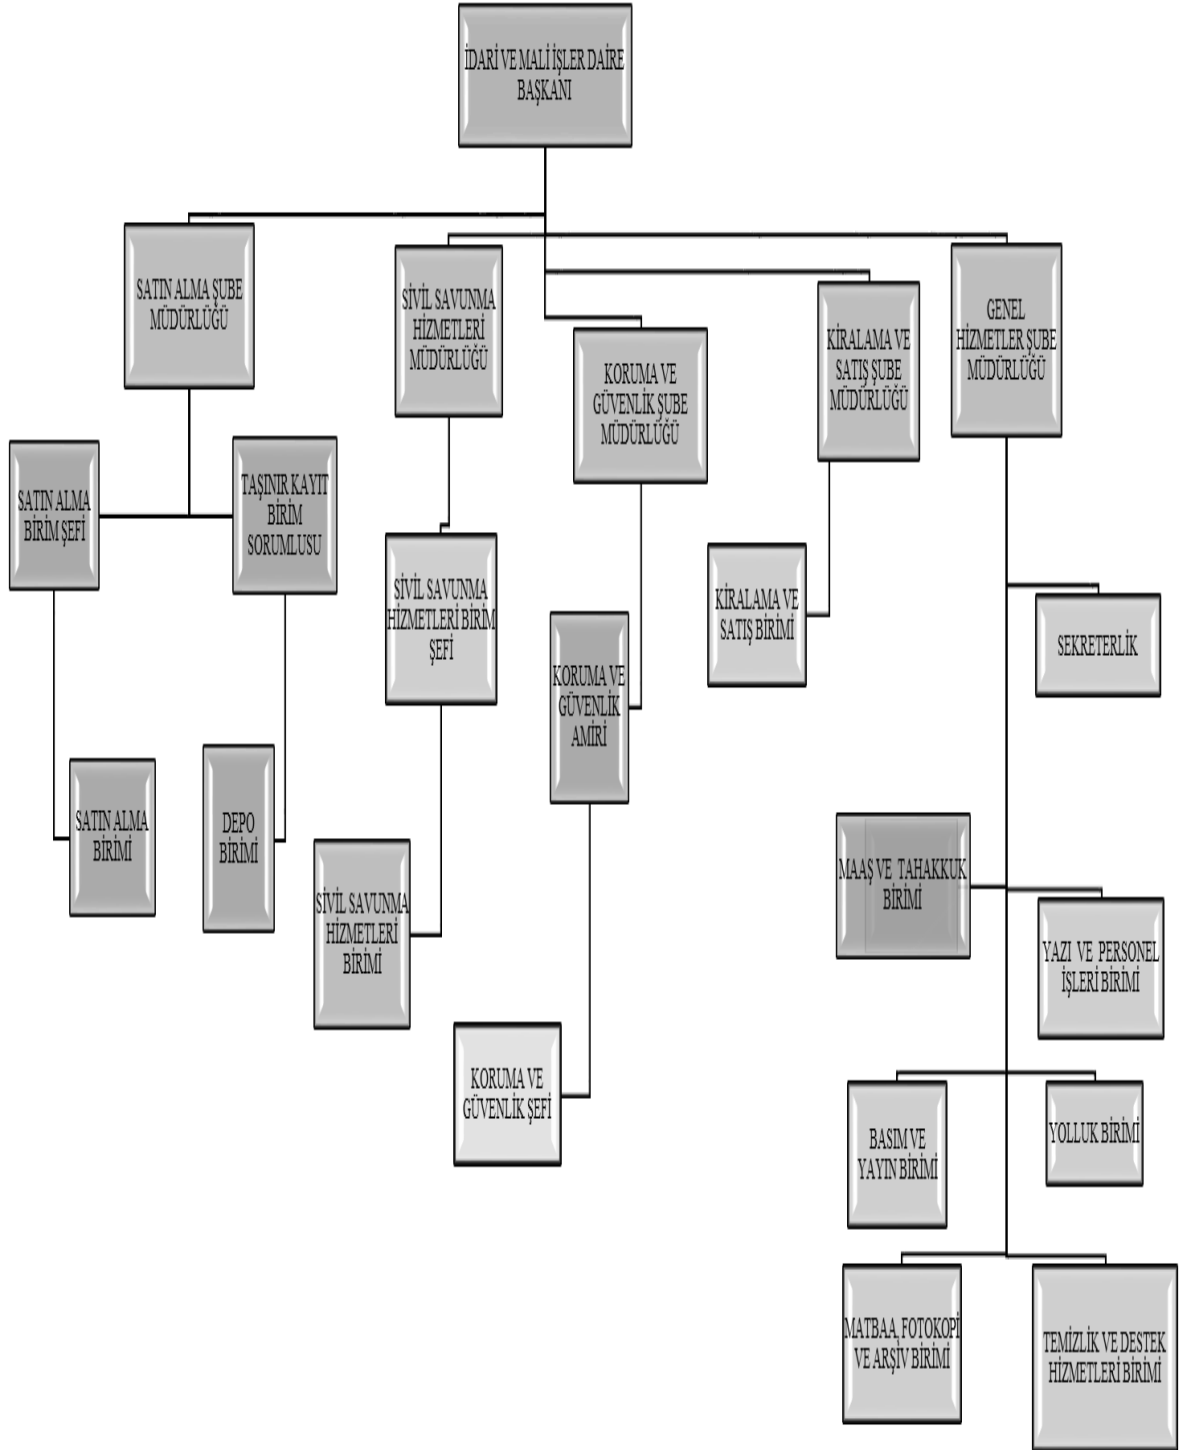 İDARİ VE MALİ İŞLER DAİRE
BAŞKANI
SATIN ALMA ŞUBE
MÜDÜRLÜĞÜ
SİVİL SAVUNMA
HİZMETLERİ
MÜDÜRLÜĞÜ
KORUMA VE
GÜVENLİK ŞUBE
MÜDÜRLÜĞÜ
KİRALAMA VE
SATIŞ ŞUBE
MÜDÜRLÜĞÜ
GENEL
HİZMETLER ŞUBE
MÜDÜRLÜĞÜ
SATIN ALMA
BİRİM ŞEFİ
TAŞINIR KAYIT
BİRİM
SORUMLUSU
SİVİL SAVUNMA
HİZMETLERİ BİRİM
ŞEFİ
KORUMA VE
GÜVENLİK
AMİRİ
KİRALAMA VE
SATIŞ BİRİMİ
SEKRETERLİK
SATIN ALMA
BİRİMİ
DEPO
BİRİMİ
SİVİL SAVUNMA
HİZMETLERİ
BİRİMİ
KORUMA VE
GÜVENLİK ŞEFİ
MAAŞ VE TAHAKKUK
BİRİMİ
YAZI VE PERSONEL
İŞLERİ BİRİMİ
BASIM VE
YAYIN BİRİMİ
YOLLUK BİRİMİ
MATBAA, FOTOKOPİ
VE ARŞİV BİRİMİ
TEMİZLİK VE DESTEK
HİZMETLERİ BİRİMİ